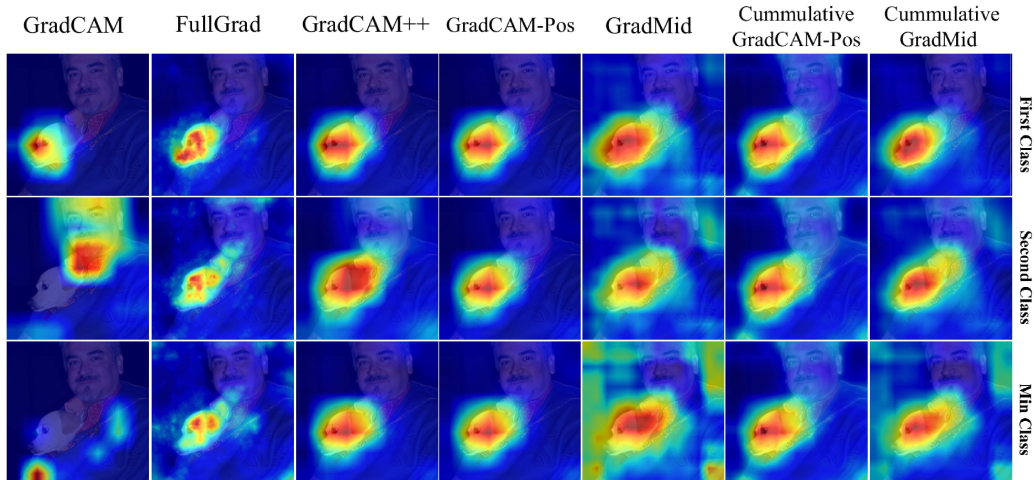 GradCAM
FullGrad
GradCAM++
GradCAM-Pos
GradMid
Cummulative
GradCAM-Pos
Cummulative
GradMid
First Class
Second Class
Min Class